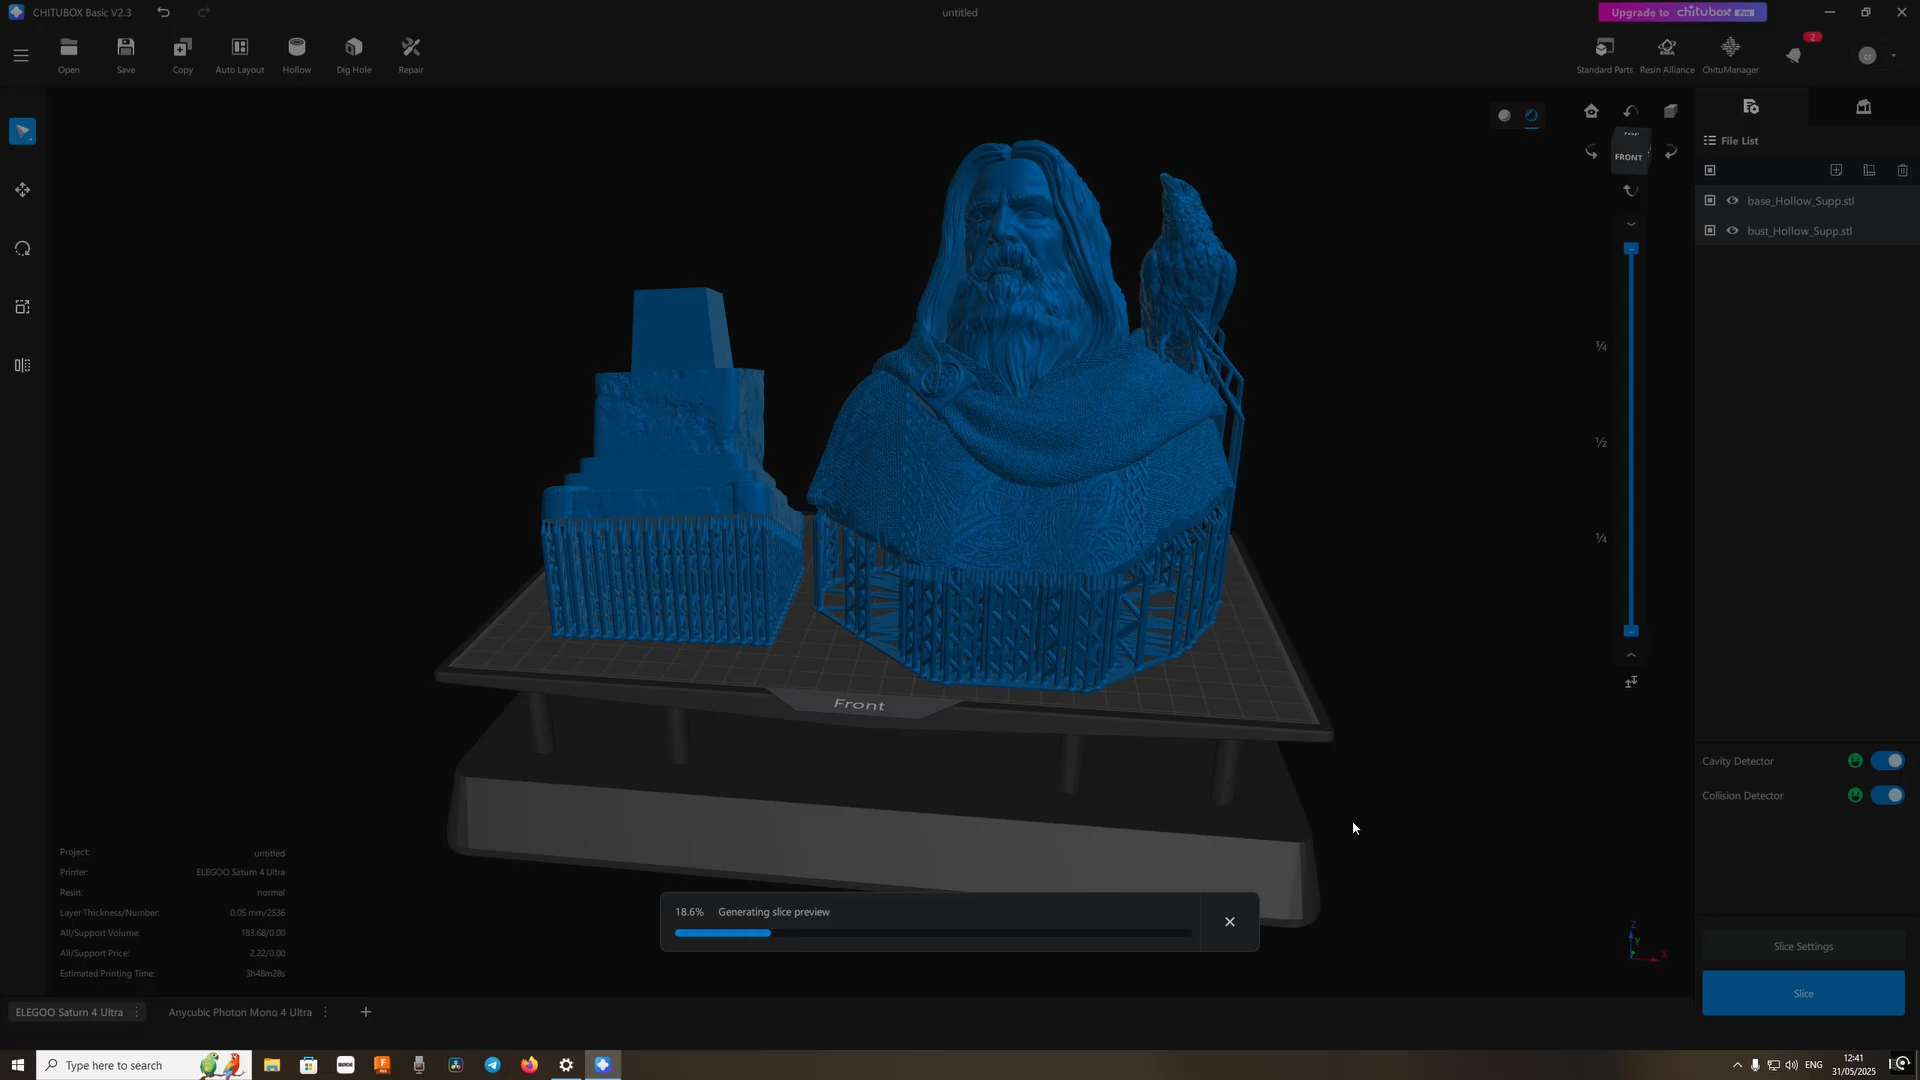 CHITUBOX Basic V2.3
untitled
Upgrade to chitubox Pro
Open
Save
Copy
Auto Layout
Hollow
Dig Hole
Repair
Standard Parts
Resin Alliance
ChituManager
2
cr
TOP
FRONT
File List
base_Hollow_Supp.stl
bust_Hollow_Supp.stl
3/4
1/2
1/4
Front
Cavity Detector
Collision Detector
Project: untitled
Printer: ELEGOO Saturn 4 Ultra
Resin: normal
Layer Thickness/Number: 0.05 mm/2536
All/Support Volume: 183.68/0.00
All/Support Price: 2.22/0.00
Estimated Printing Time: 3h48m28s
18.6% Generating slice preview
Z
Y
X
Slice Settings
Slice
ELEGOO Saturn 4 Ultra
Anycubic Photon Mono 4 Ultra
Type here to search
ENG
12:41
31/05/2025